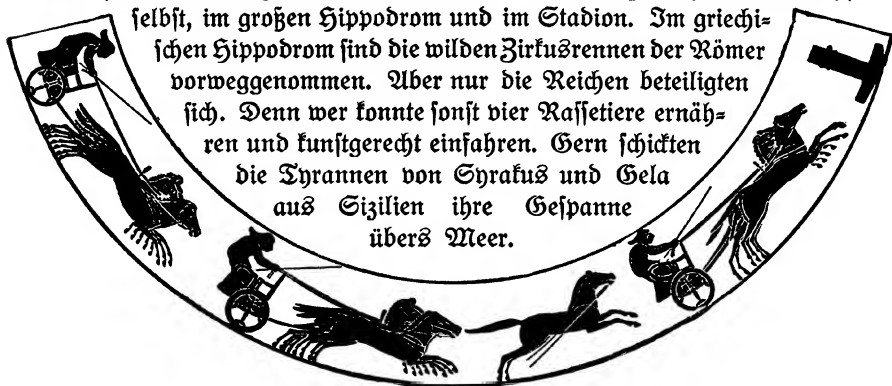 selbst, im großen Hippodrom und im Stadion. Im griechi-
schen Hippodrom sind die wilden Zirkusrennen der Römer
vorweggenommen. Aber nur die Reichen beteiligten
sich. Denn wer konnte sonst vier Rassetiere ernäh-
ren und kunstgerecht einfahren. Gern schickten
die Tyrannen von Syrakus und Gela
aus Sizilien ihre Gespanne
übers Meer.